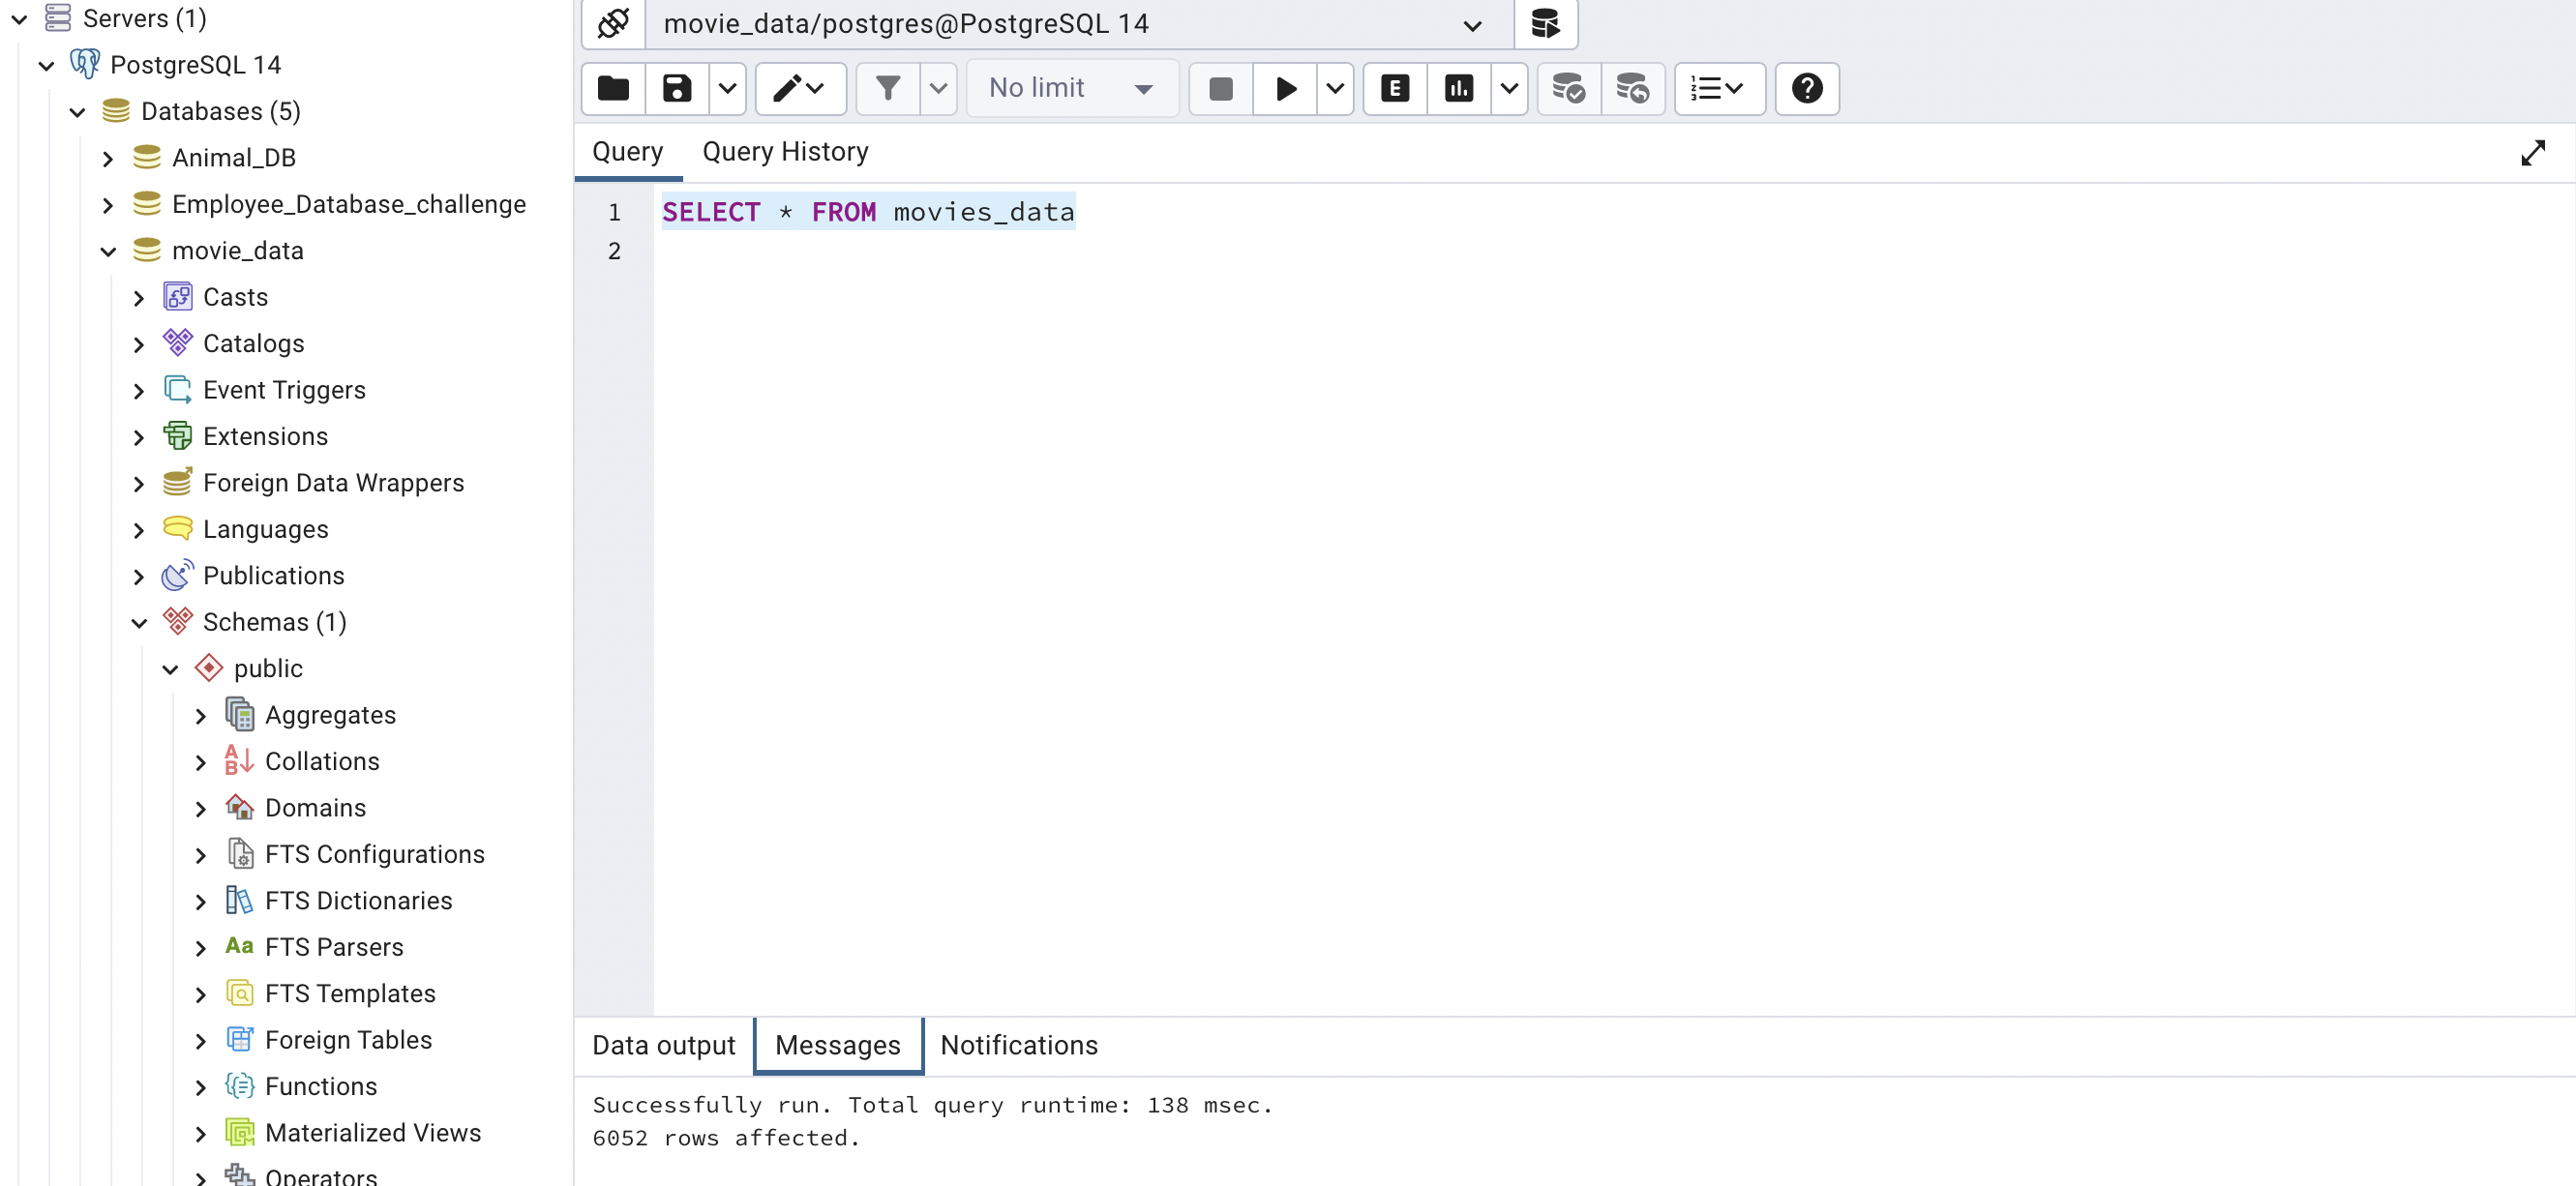 Servers (1)
PostgreSQL 14
Databases (5)
Animal_DB
Employee_Database_challenge
movie_data
Casts
Catalogs
Event Triggers
Extensions
Foreign Data Wrappers
Languages
Publications
Schemas (1)
public
Aggregates
Collations
Domains
FTS Configurations
FTS Dictionaries
Aa FTS Parsers
FTS Templates
Foreign Tables
Functions
Materialized Views
Operators
movie_data/postgres@PostgreSQL 14
No limit
E
Query Query History
1 SELECT * FROM movies_data
2
Data output Messages Notifications
Successfully run. Total query runtime: 138 msec.
6052 rows affected.